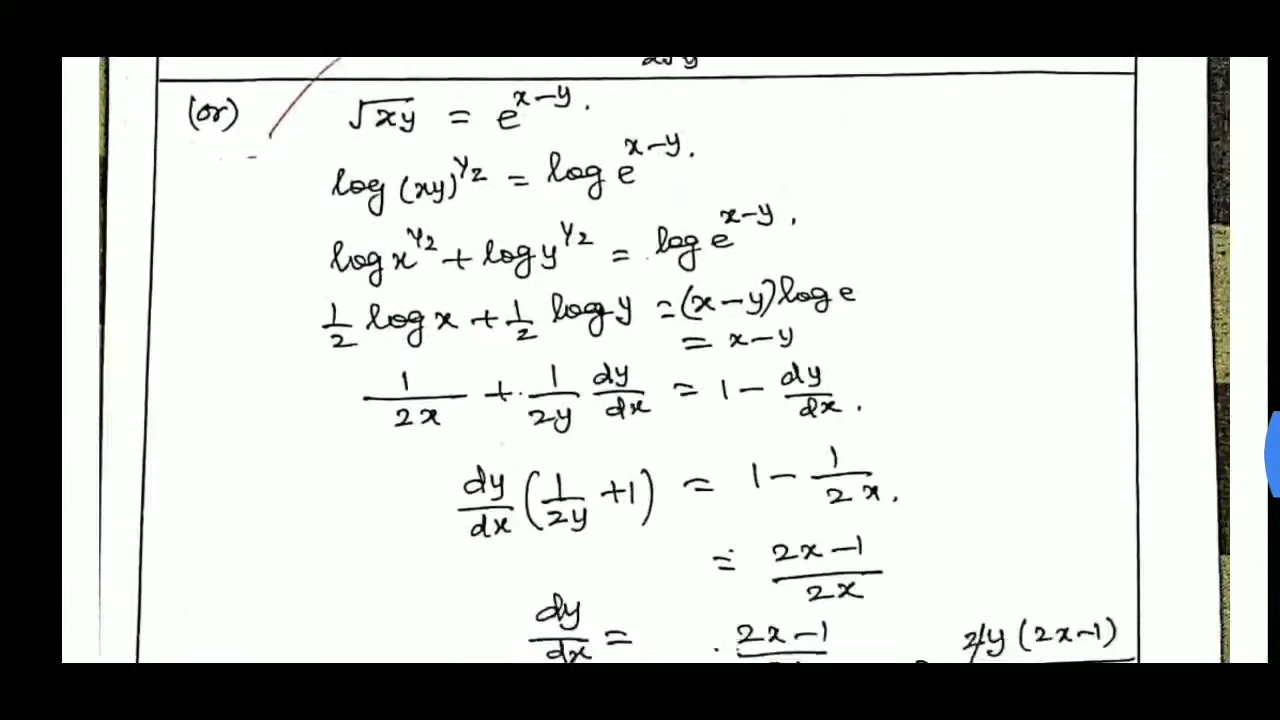 (or) √xy = e^(x-y).
log (xy)^(1/2) = log e^(x-y).
log x^(1/2) + log y^(1/2) = log e^(x-y).
1/2 log x + 1/2 log y = (x-y) log e
= x-y
1/2x + 1/2y dy/dx = 1 - dy/dx.
dy/dx (1/2y + 1) = 1 - 1/2x.
= (2x-1)/2x
dy/dx = 2x-1 2y (2x-1)